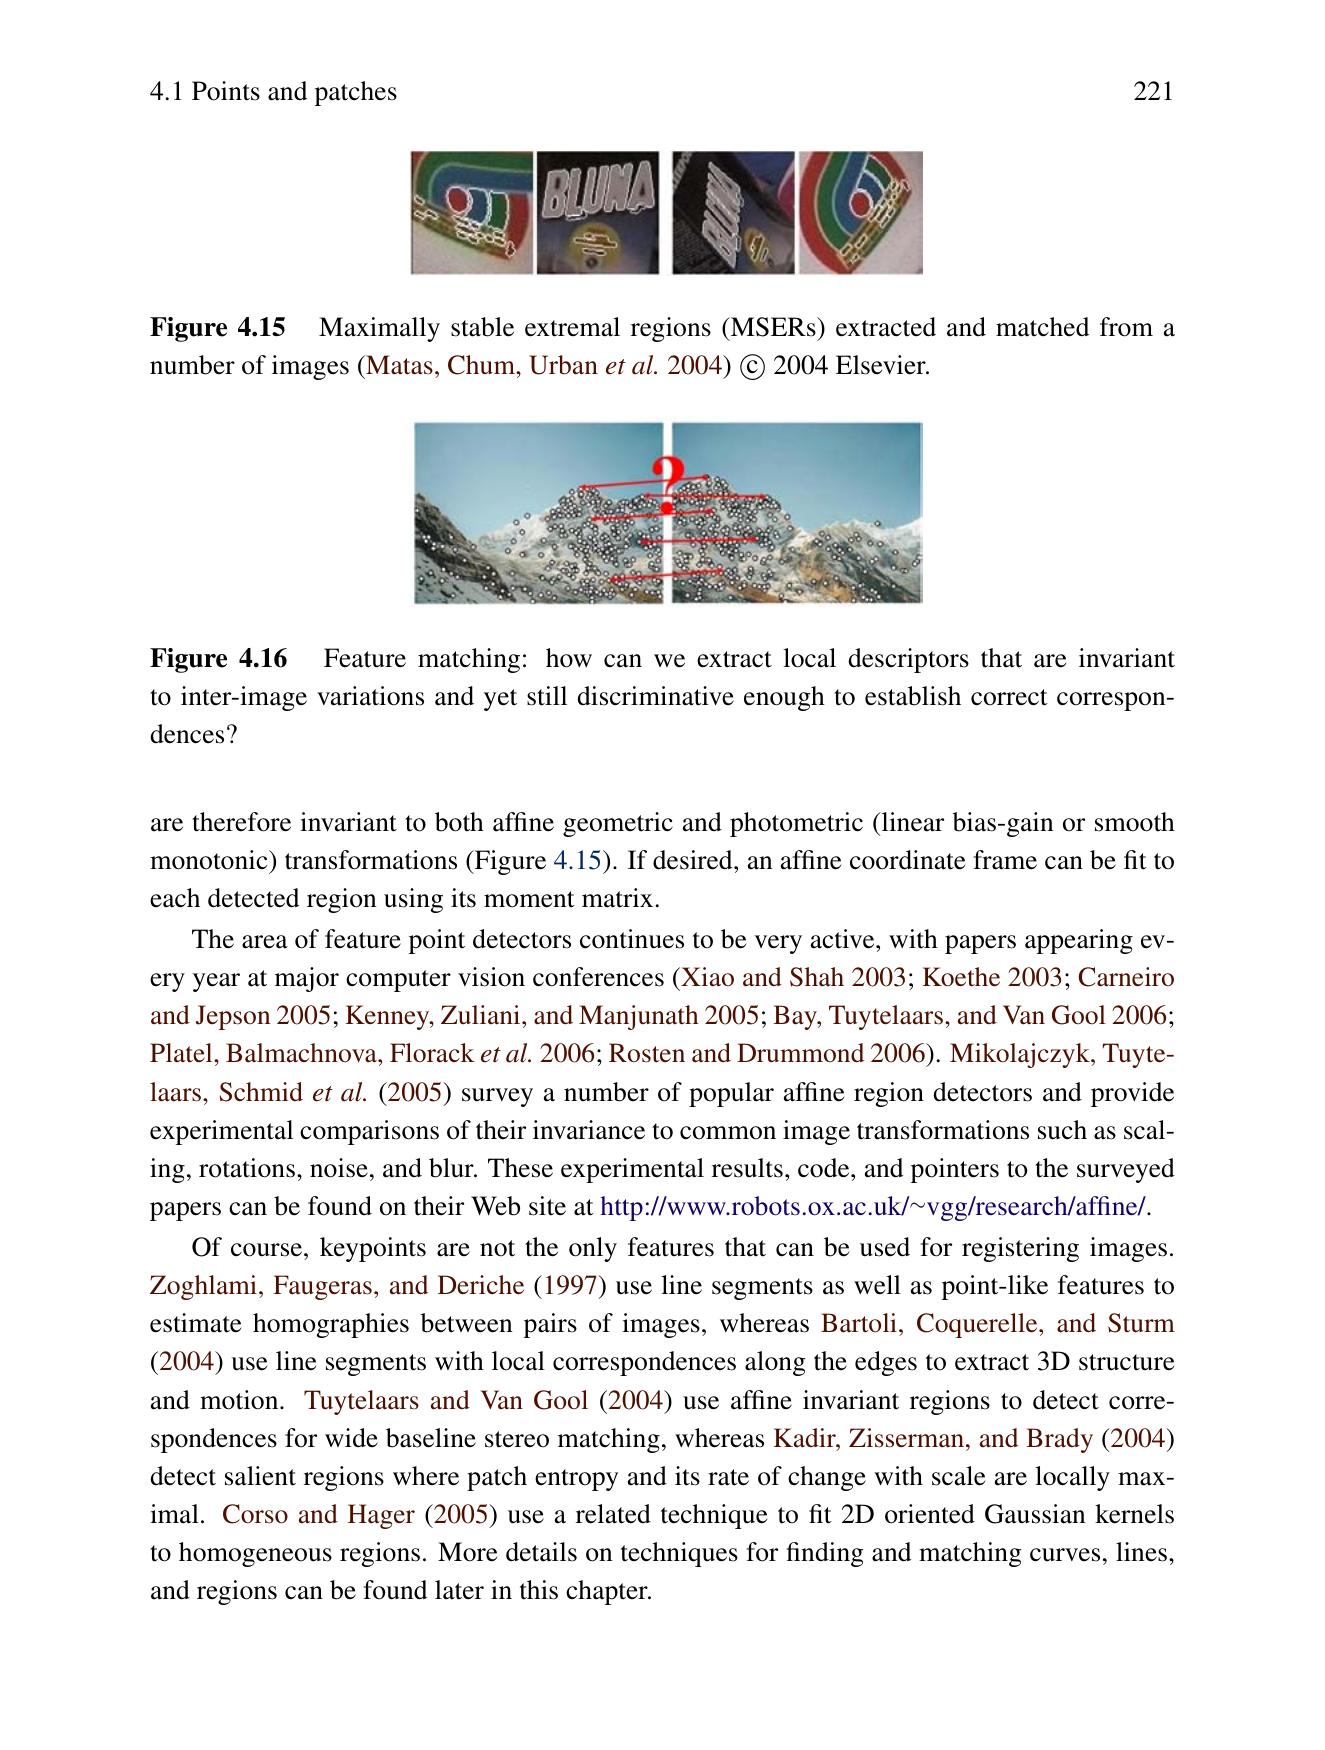 4.1 Points and patches 221
BLUNA
BLUNA
?
Figure 4.15 Maximally stable extremal regions (MSERs) extracted and matched from a
number of images (Matas, Chum, Urban et al. 2004) © 2004 Elsevier.
Figure 4.16 Feature matching: how can we extract local descriptors that are invariant
to inter-image variations and yet still discriminative enough to establish correct correspon-
dences?
are therefore invariant to both affine geometric and photometric (linear bias-gain or smooth
monotonic) transformations (Figure 4.15). If desired, an affine coordinate frame can be fit to
each detected region using its moment matrix.
The area of feature point detectors continues to be very active, with papers appearing ev-
ery year at major computer vision conferences (Xiao and Shah 2003; Koethe 2003; Carneiro
and Jepson 2005; Kenney, Zuliani, and Manjunath 2005; Bay, Tuytelaars, and Van Gool 2006;
Platel, Balmachnova, Florack et al. 2006; Rosten and Drummond 2006). Mikolajczyk, Tuyte-
laars, Schmid et al. (2005) survey a number of popular affine region detectors and provide
experimental comparisons of their invariance to common image transformations such as scal-
ing, rotations, noise, and blur. These experimental results, code, and pointers to the surveyed
papers can be found on their Web site at http://www.robots.ox.ac.uk/~vgg/research/affine/.
Of course, keypoints are not the only features that can be used for registering images.
Zoghlami, Faugeras, and Deriche (1997) use line segments as well as point-like features to
estimate homographies between pairs of images, whereas Bartoli, Coquerelle, and Sturm
(2004) use line segments with local correspondences along the edges to extract 3D structure
and motion. Tuytelaars and Van Gool (2004) use affine invariant regions to detect corre-
spondences for wide baseline stereo matching, whereas Kadir, Zisserman, and Brady (2004)
detect salient regions where patch entropy and its rate of change with scale are locally max-
imal. Corso and Hager (2005) use a related technique to fit 2D oriented Gaussian kernels
to homogeneous regions. More details on techniques for finding and matching curves, lines,
and regions can be found later in this chapter.